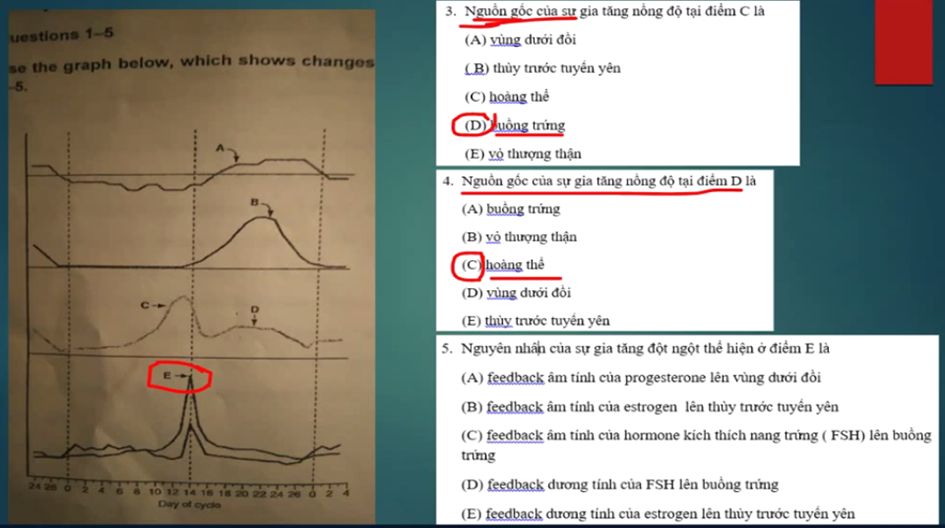 uestions 1–5
se the graph below, which shows changes
-5.
A
B
C
D
E
24 26 0 2 4 6 8 10 12 14 16 18 20 22 24 26 0 2 4
Day of cycle
3. Nguồn gốc của sự gia tăng nồng độ tại điểm C là
(A) vùng dưới đồi
( B) thùy trước tuyến yên
(C) hoàng thể
(D) buồng trứng
(E) vỏ thượng thận
4. Nguồn gốc của sự gia tăng nồng độ tại điểm D là
(A) buồng trứng
(B) vỏ thượng thận
(C) hoàng thể
(D) vùng dưới đồi
(E) thùy trước tuyến yên
5. Nguyên nhân của sự gia tăng đột ngột thể hiện ở điểm E là
(A) feedback âm tính của progesterone lên vùng dưới đồi
(B) feedback âm tính của estrogen lên thùy trước tuyến yên
(C) feedback âm tính của hormone kích thích nang trứng ( FSH) lên buồng
trứng
(D) feedback dương tính của FSH lên buồng trứng
(E) feedback dương tính của estrogen lên thùy trước tuyến yên